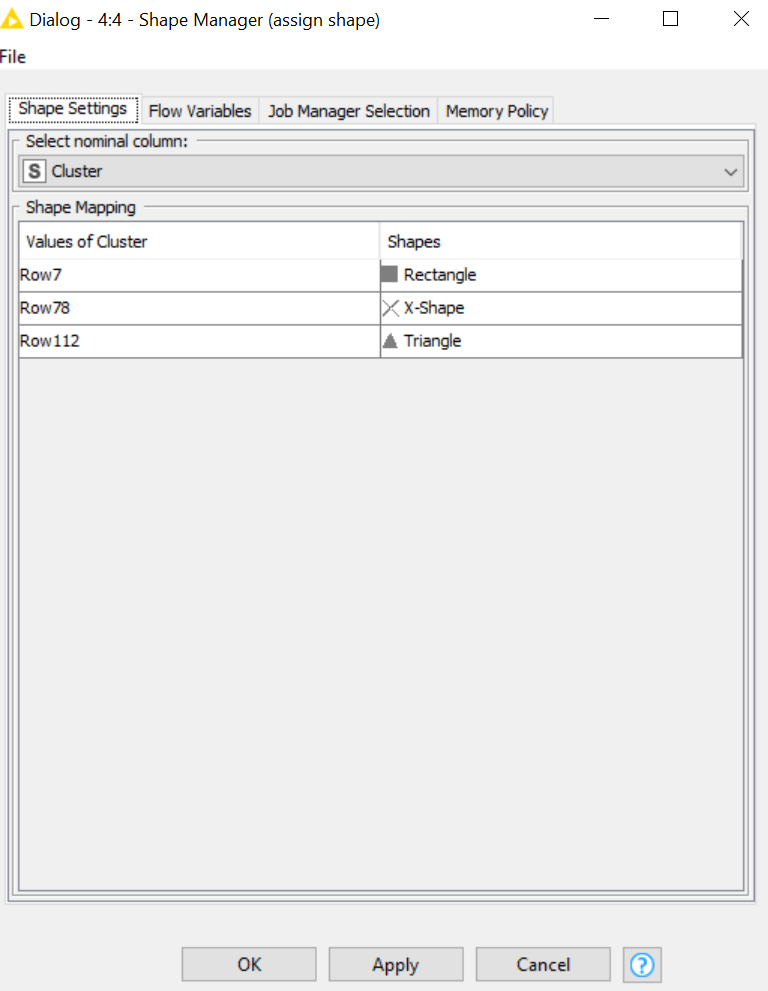 Dialog - 4:4 - Shape Manager (assign shape)
File
Shape Settings Flow Variables Job Manager Selection Memory Policy
Select nominal column:
S Cluster
Shape Mapping
Values of Cluster Shapes
Row7 Rectangle
Row78 X-Shape
Row112 Triangle
OK Apply Cancel ?